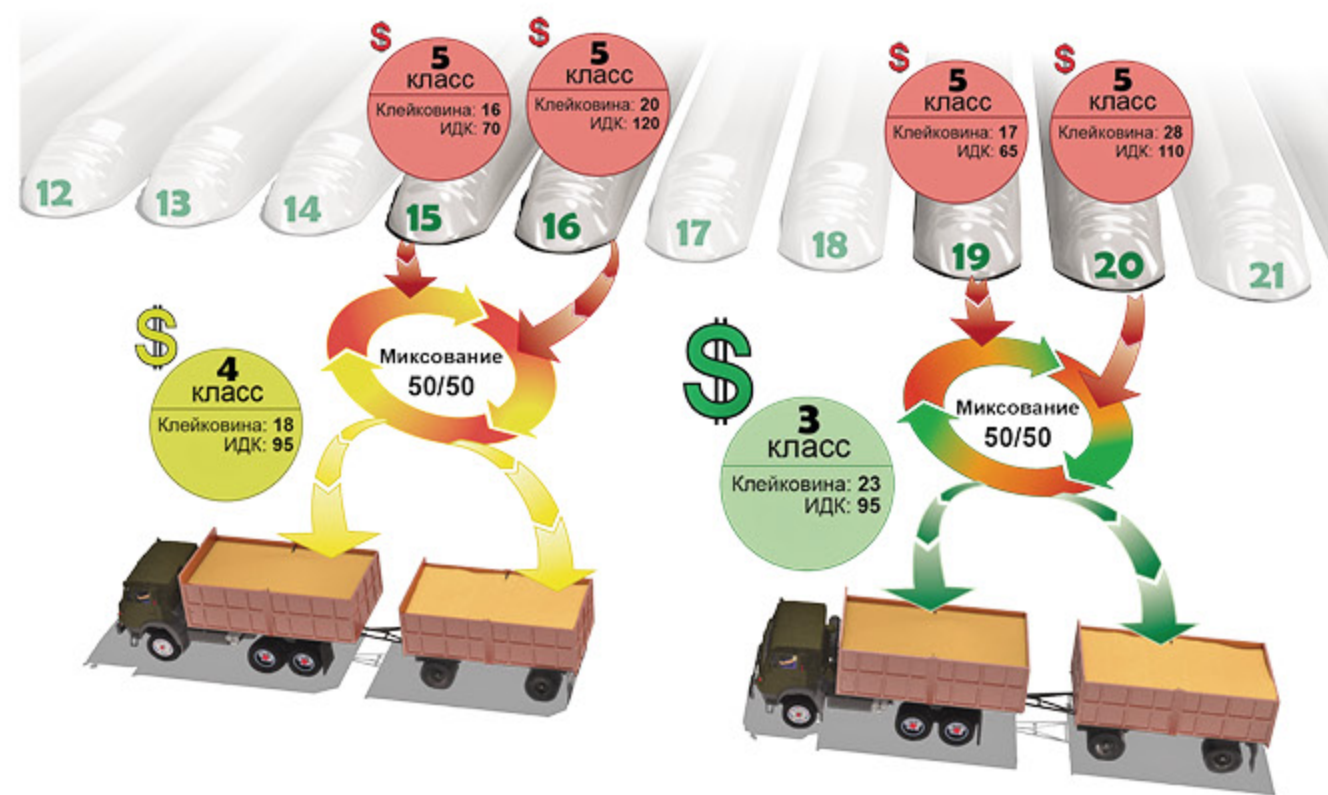 $
5
класс
Клейковина: 16
ИДК: 70
$
5
класс
Клейковина: 20
ИДК: 120
$
5
класс
Клейковина: 17
ИДК: 65
$
5
класс
Клейковина: 28
ИДК: 110
12
13
14
15
16
17
18
19
20
21
$
4
класс
Клейковина: 18
ИДК: 95
Миксование
50/50
$
3
класс
Клейковина: 23
ИДК: 95
Миксование
50/50